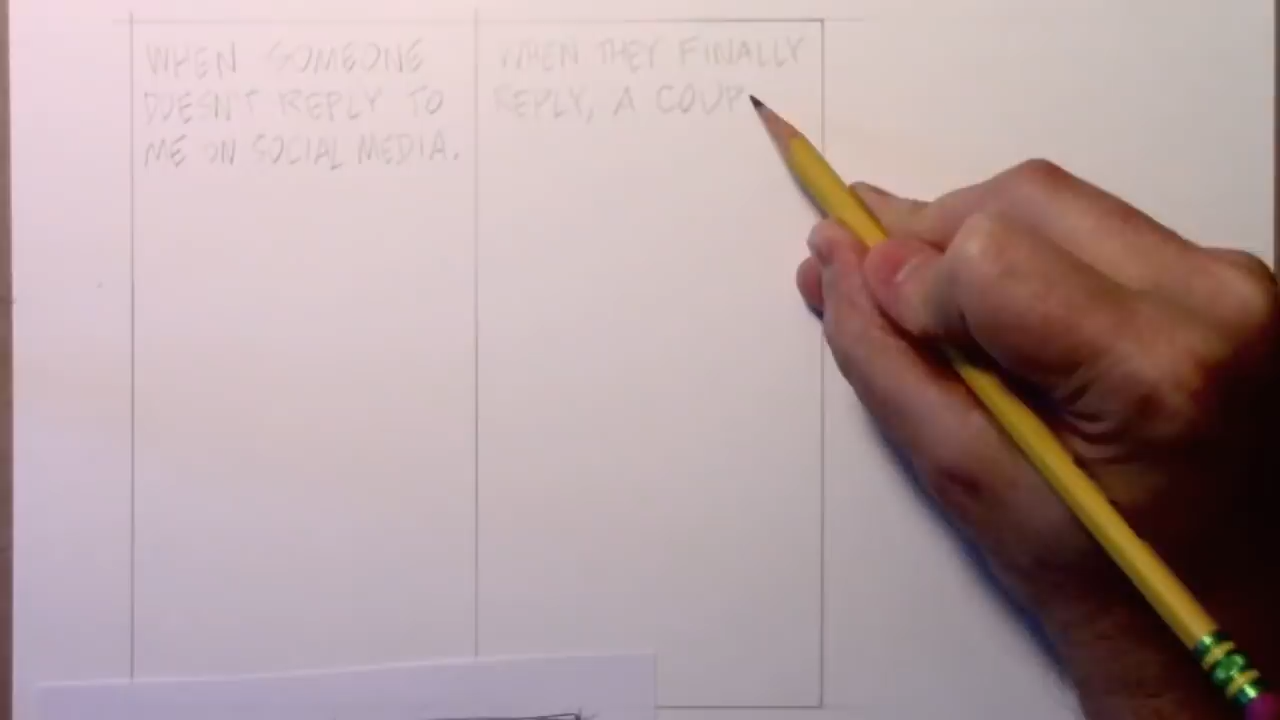 WHEN SOMEONE
DOESN'T REPLY TO
ME ON SOCIAL MEDIA.
WHEN THEY FINALLY
REPLY, A COUP